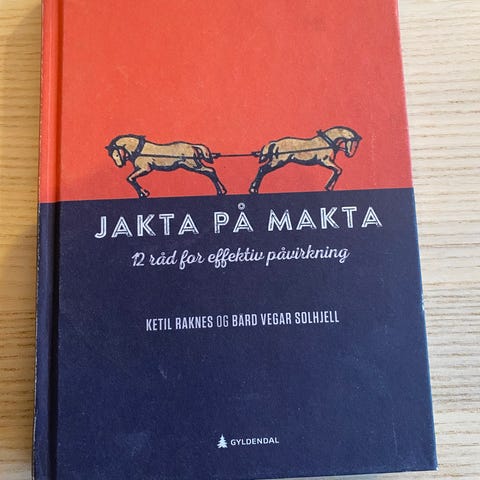 JAKTA PÅ MAKTA
12 råd for effektiv påvirkning
KETIL RAKNES OG BÅRD VEGAR SOLHJELL
GYLDENDAL